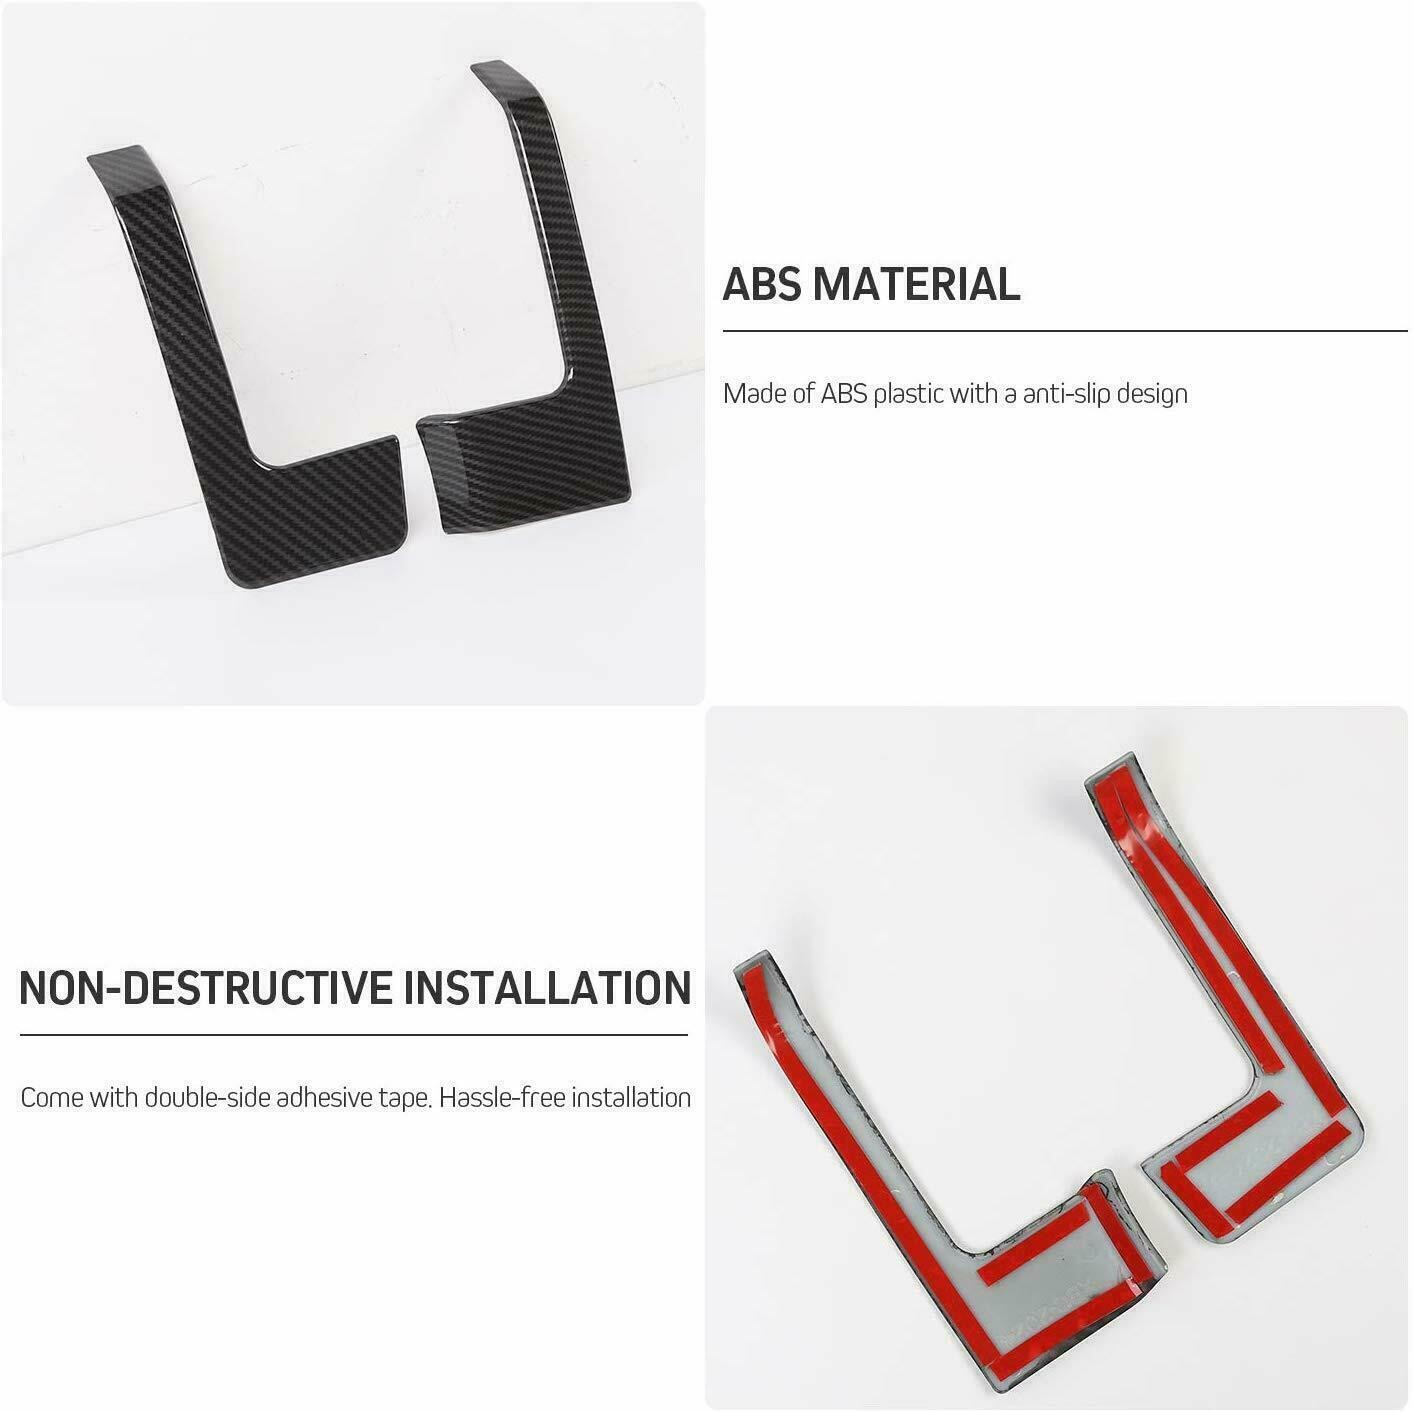 ABS MATERIAL
Made of ABS plastic with a anti-slip design
NON-DESTRUCTIVE INSTALLATION
Come with double-side adhesive tape. Hassle-free installation